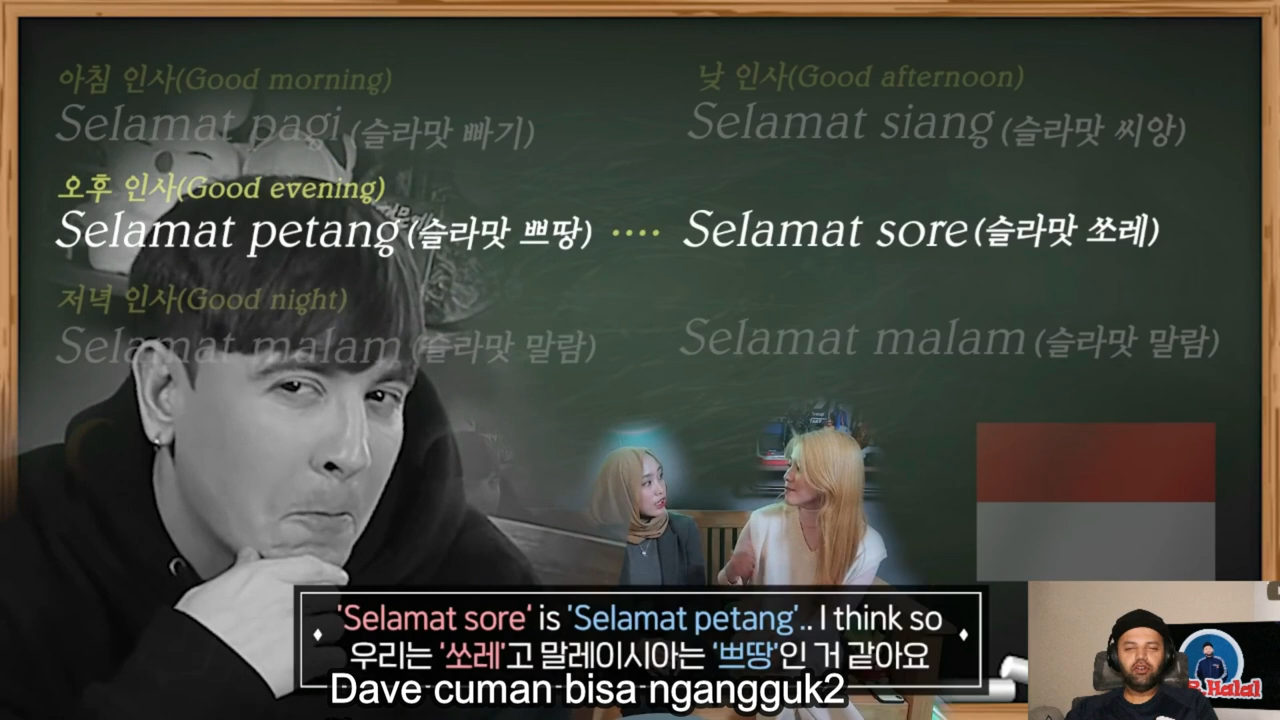 아침 인사(Good morning)
Selamat pagi (슬라맛 빠기)
낮 인사(Good afternoon)
Selamat siang (슬라맛 씨앙)
오후 인사(Good evening)
Selamat petang (슬라맛 쁘땅) ···· Selamat sore (슬라맛 쏘레)
저녁 인사(Good night)
Selamat malam (슬라맛 말람)
Selamat malam (슬라맛 말람)
'Selamat sore' is 'Selamat petang'.. I think so
우리는 '쏘레'고 말레이시아는 '쁘땅'인 거 같아요
Dave cuman bisa ngangguk2
Halal